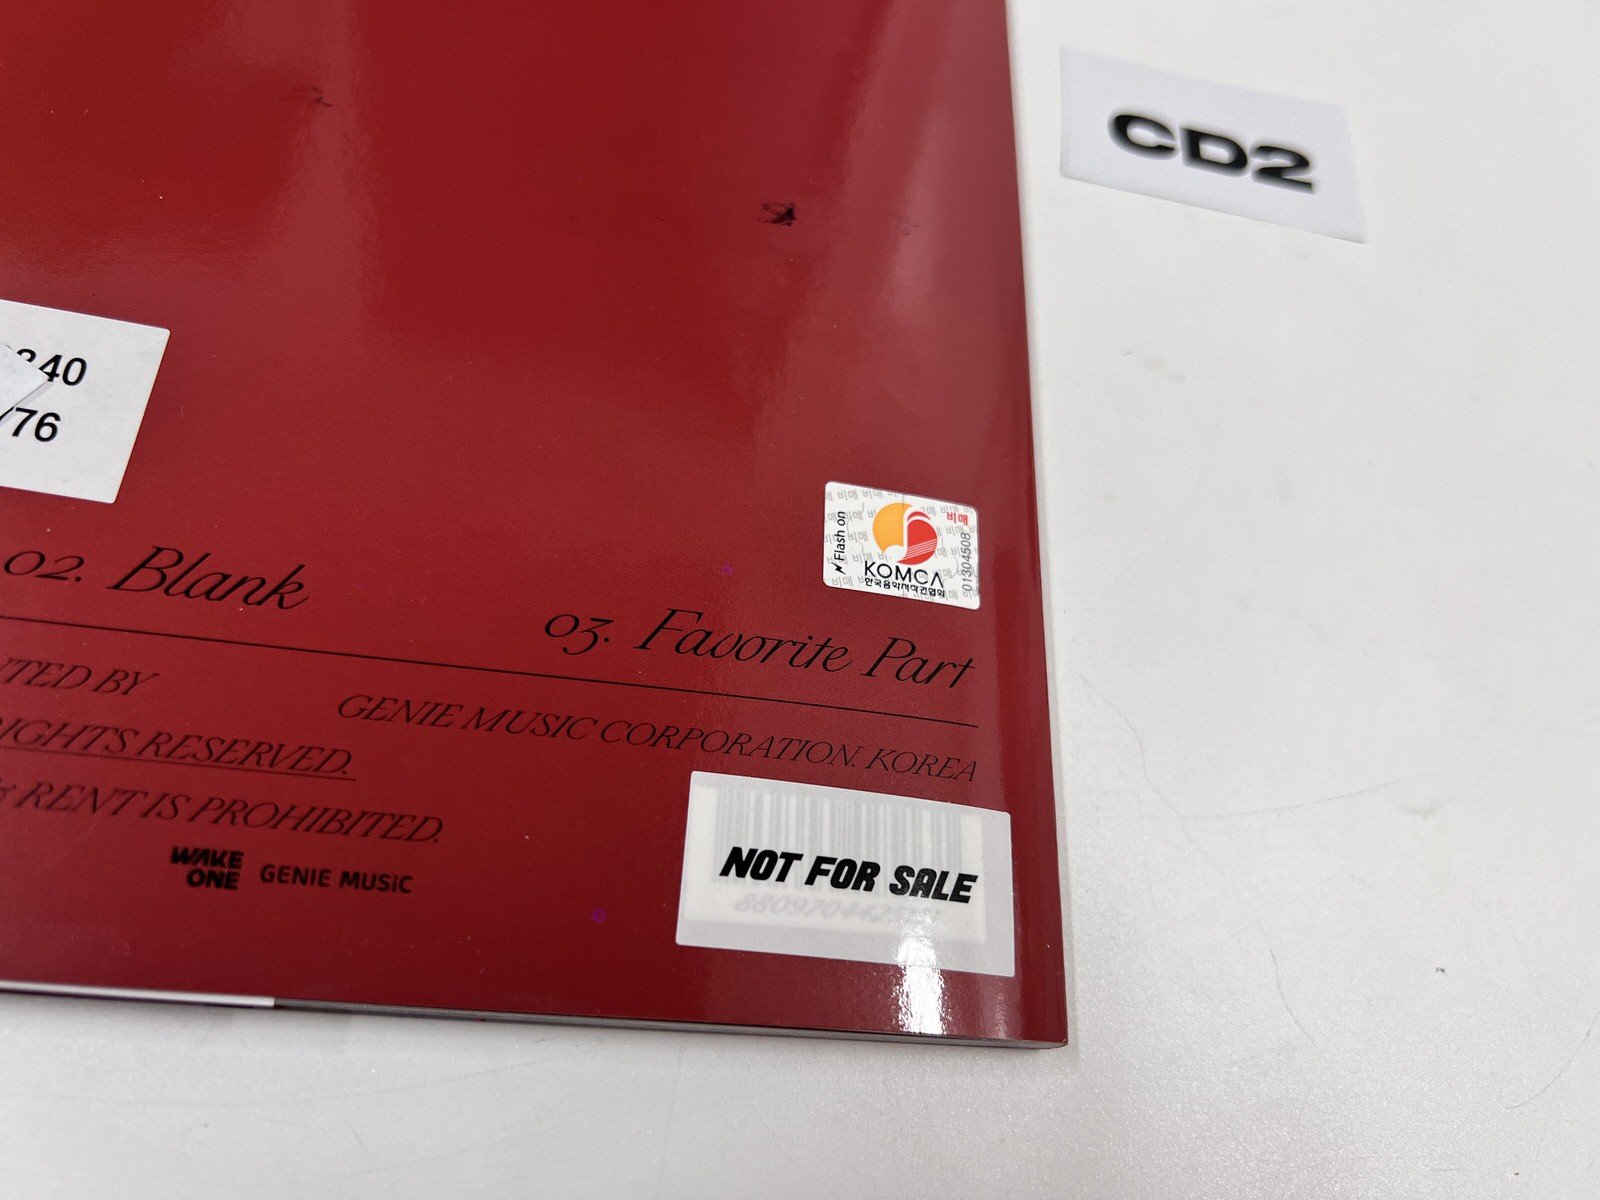 CD2
40
76
비매
Flash on
KOMCA
한국음악저작권협회
01304508
02. Blank
03. Favorite Part
TED BY
GENIE MUSIC CORPORATION. KOREA
RIGHTS RESERVED.
& RENT IS PROHIBITED.
WAKE ONE
GENIE MUSIC
NOT FOR SALE